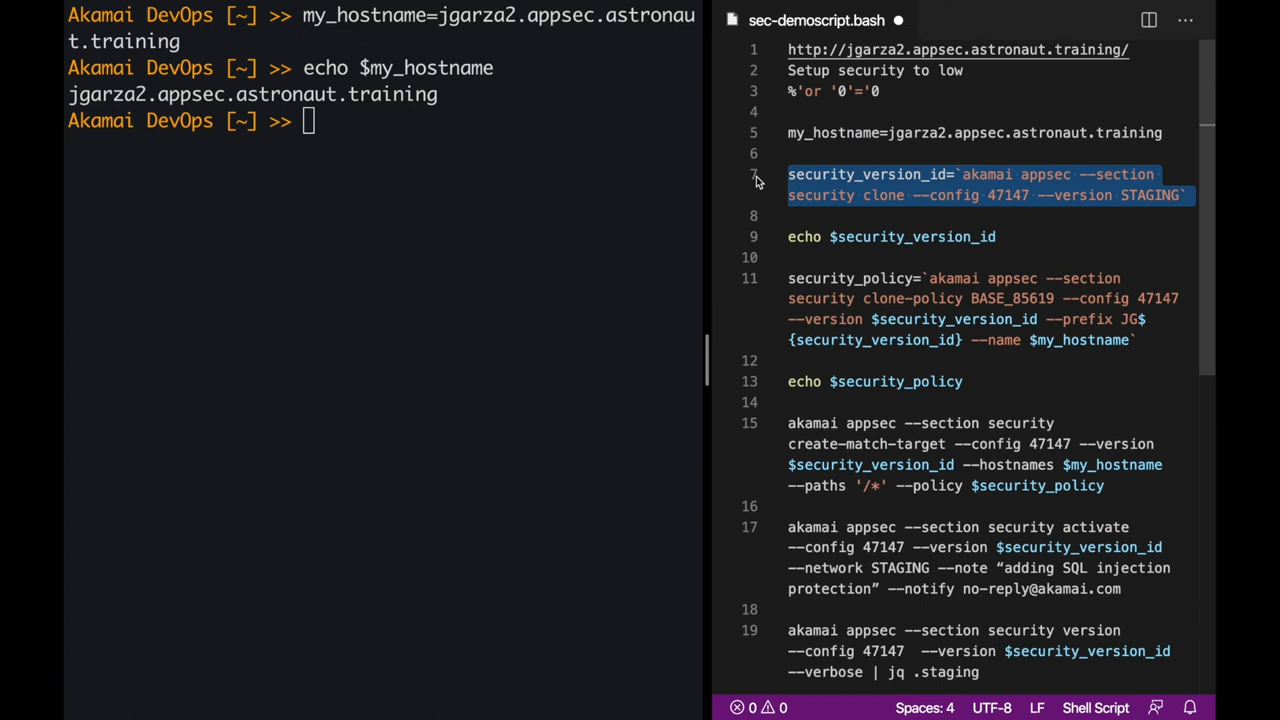 Akamai DevOps [~] >> my_hostname=jgarza2.appsec.astronau
t.training
Akamai DevOps [~] >> echo $my_hostname
jgarza2.appsec.astronaut.training
Akamai DevOps [~] >>
sec-demoscript.bash
1 http://jgarza2.appsec.astronaut.training/
2 Setup security to low
3 %'or '0'='0
4
5 my_hostname=jgarza2.appsec.astronaut.training
6
7 security_version_id=`akamai appsec --section
security clone --config 47147 --version STAGING`
8
9 echo $security_version_id
10
11 security_policy=`akamai appsec --section
security clone-policy BASE_85619 --config 47147
--version $security_version_id --prefix JG$
{security_version_id} --name $my_hostname`
12
13 echo $security_policy
14
15 akamai appsec --section security
create-match-target --config 47147 --version
$security_version_id --hostnames $my_hostname
--paths '/*' --policy $security_policy
16
17 akamai appsec --section security activate
--config 47147 --version $security_version_id
--network STAGING --note “adding SQL injection
protection” --notify no-reply@akamai.com
18
19 akamai appsec --section security version
--config 47147  --version $security_version_id
--verbose | jq .staging
0 0 Spaces: 4 UTF-8 LF Shell Script